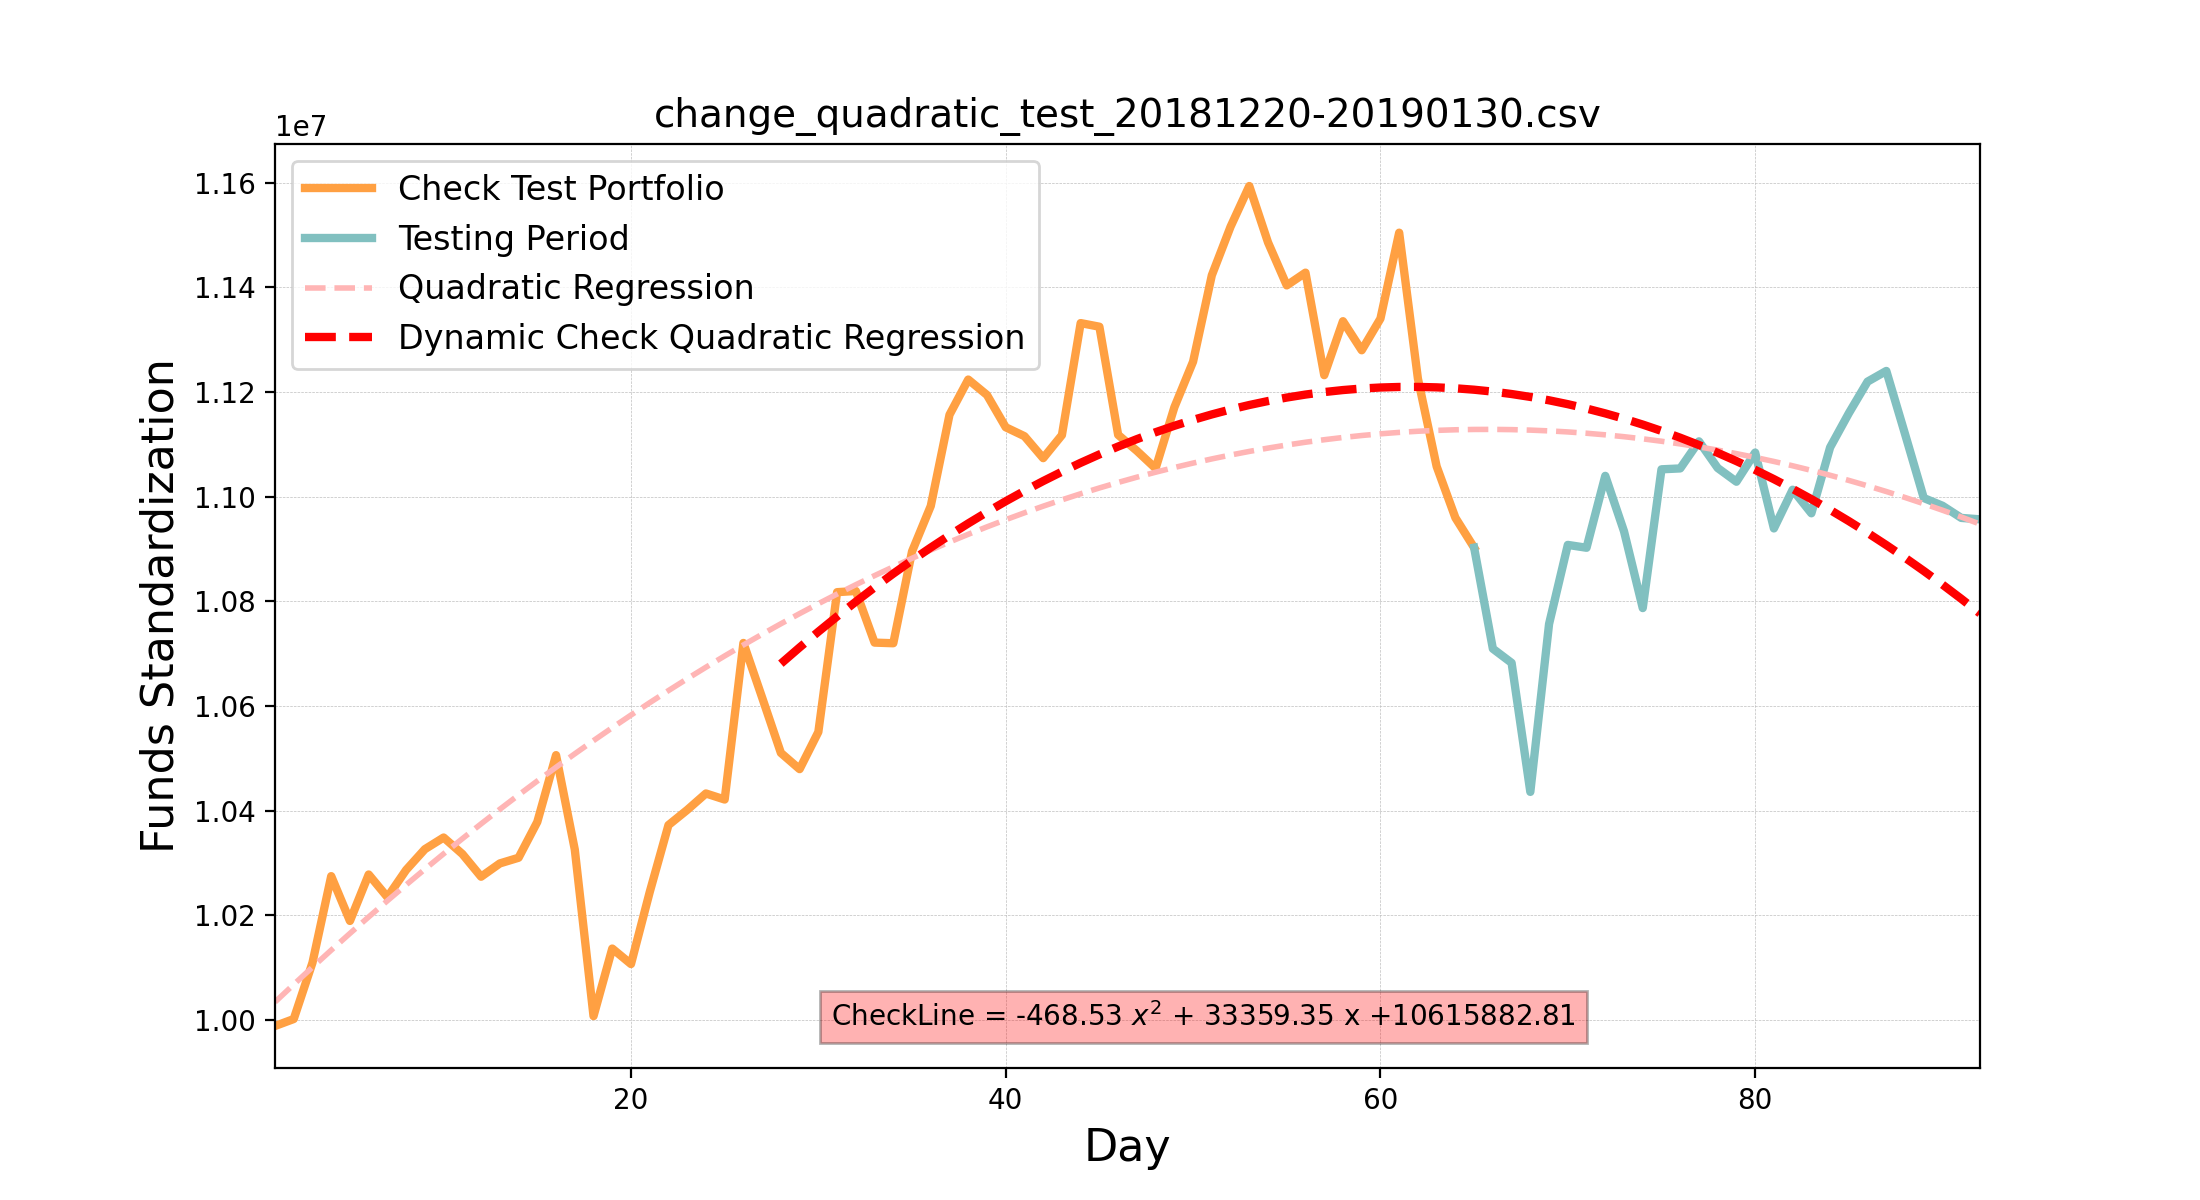 change_quadratic_test_20181220-20190130.csv
1e7
Check Test Portfolio
Testing Period
Quadratic Regression
Dynamic Check Quadratic Regression
1.16
1.14
1.12
1.10
1.08
1.06
1.04
1.02
1.00
Funds Standardization
CheckLine = -468.53 x² + 33359.35 x +10615882.81
20 40 60 80
Day